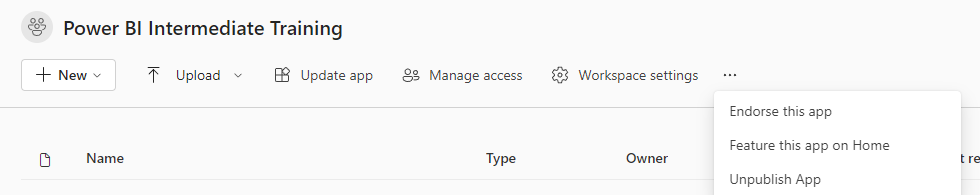 Power BI Intermediate Training
New Upload Update app Manage access Workspace settings ...
Endorse this app
Feature this app on Home
Name Type Owner t re
Unpublish App